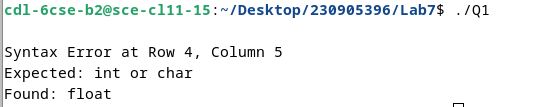 cdl-6cse-b2@sce-cl11-15:~/Desktop/230905396/Lab7$ ./Q1
Syntax Error at Row 4, Column 5
Expected: int or char
Found: float